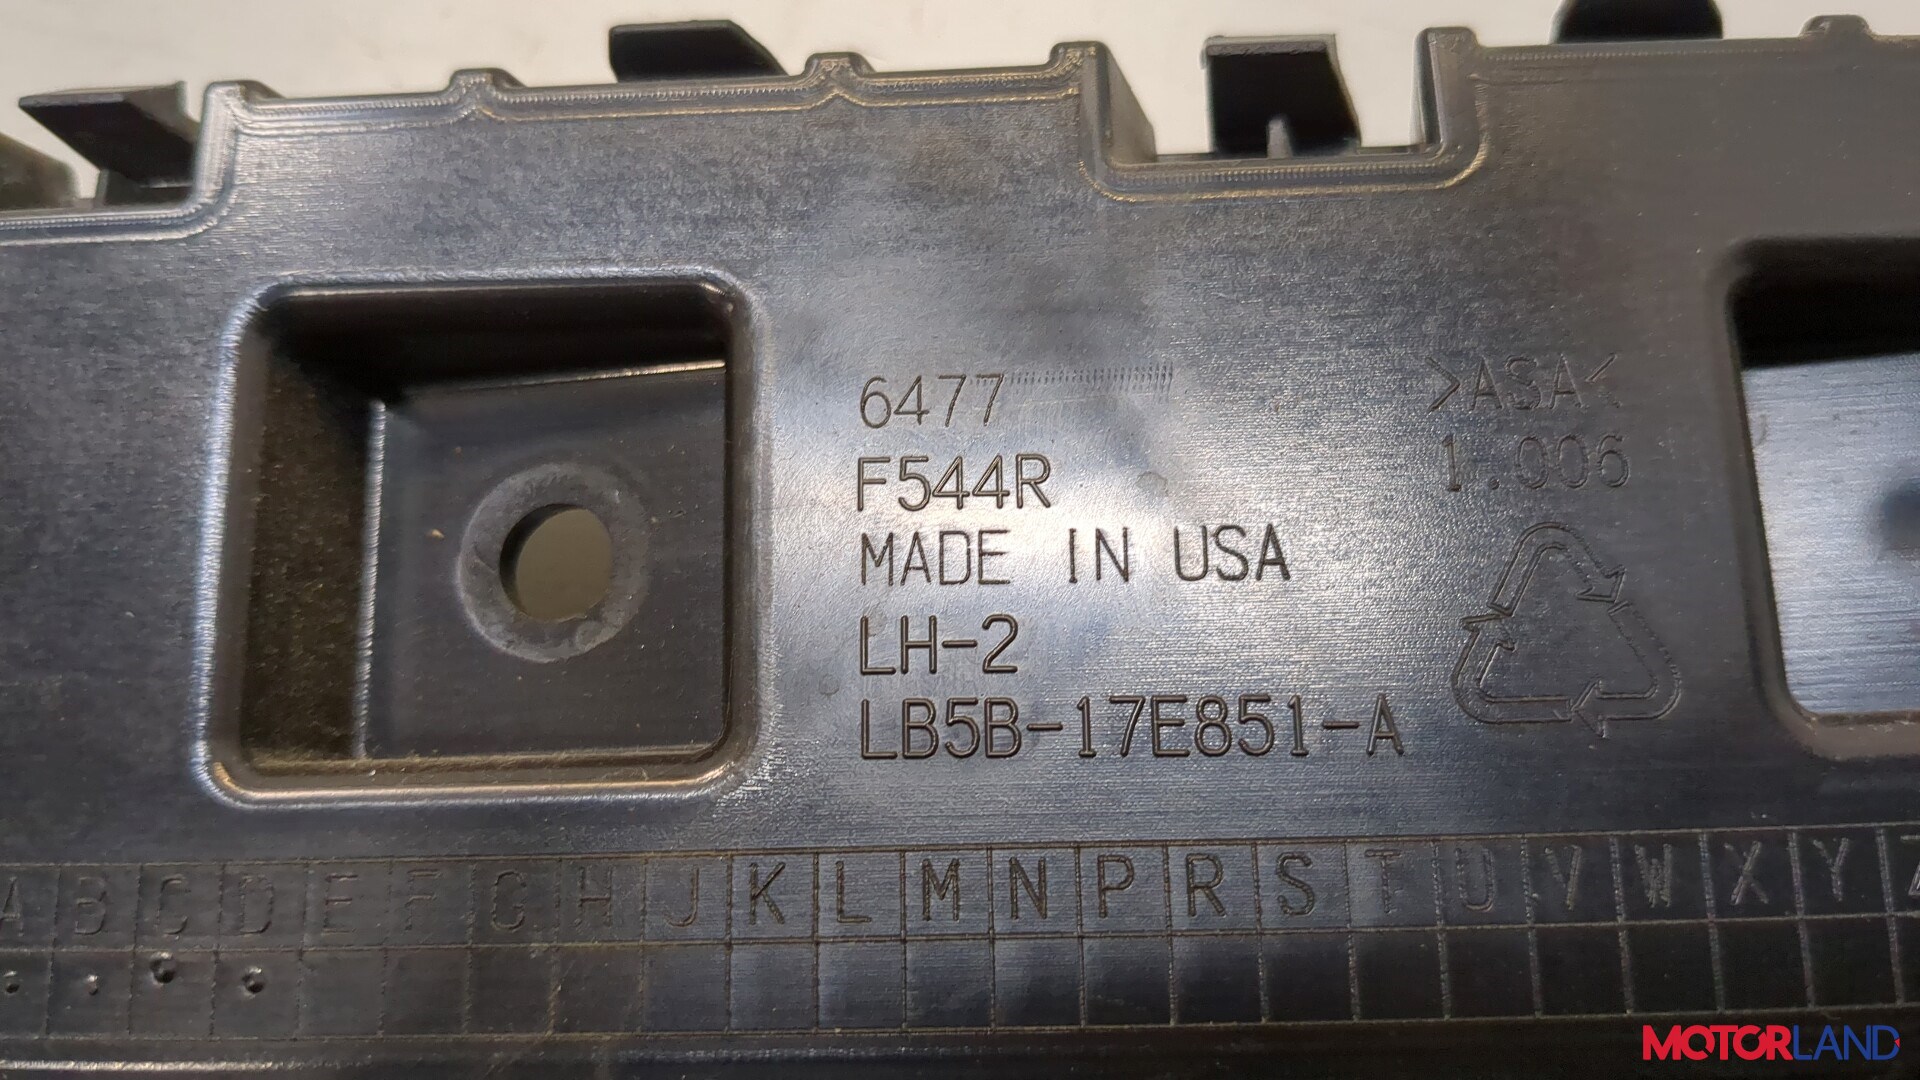 6477
F544R
MADE IN USA
LH-2
LB5B-17E851-A
>ASA<
1.006
A B C D E F G H J K L M N P R S T U V W X Y Z
MOTORLAND